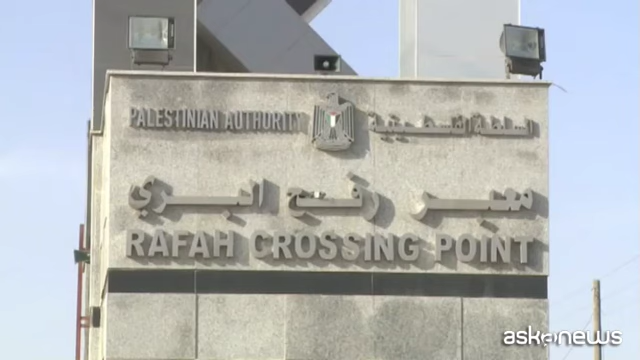 PALESTINIAN AUTHORITY السلطة الفلسطينية
معبر رفح البري
RAFAH CROSSING POINT
askanews